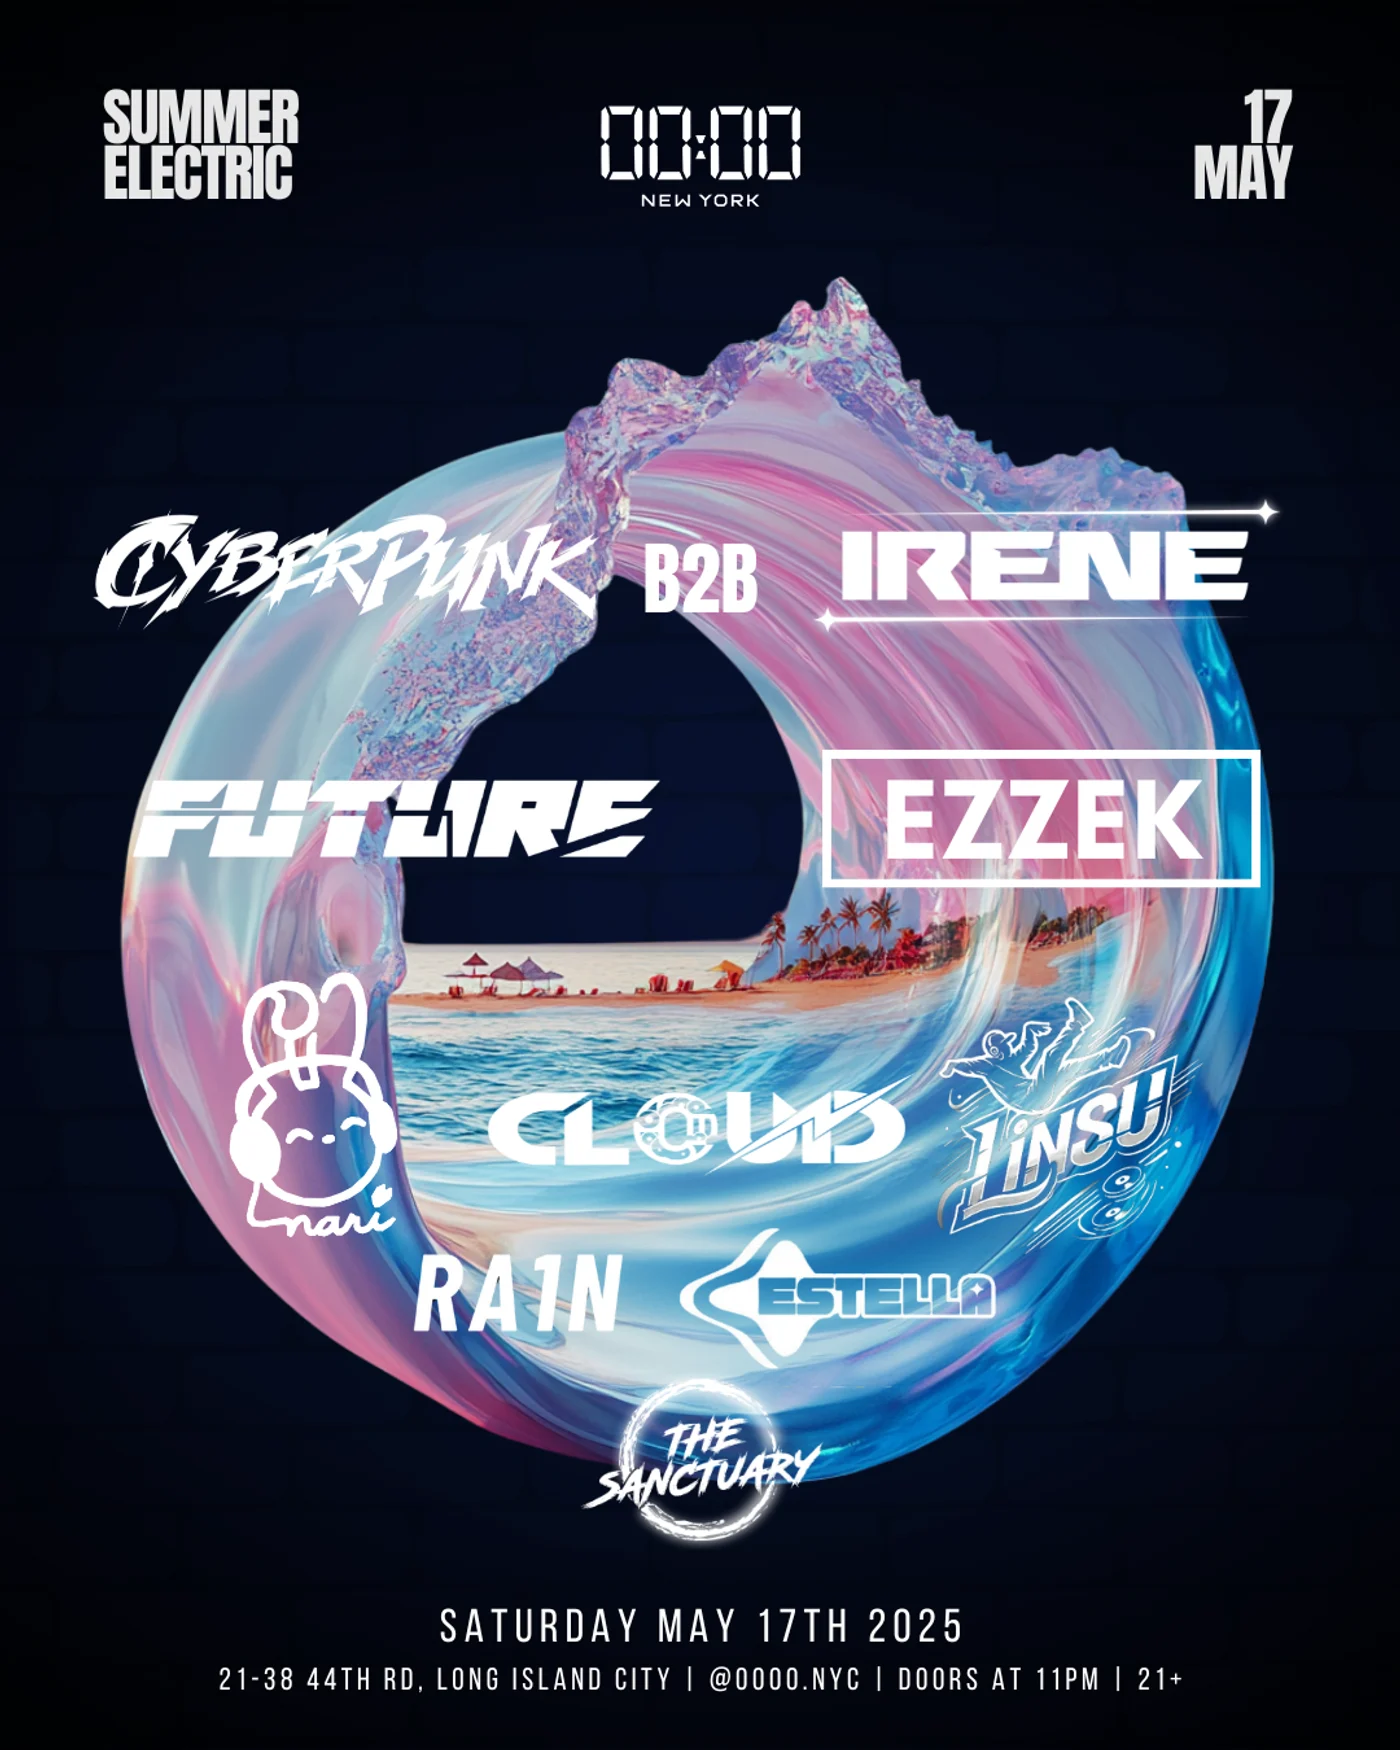 SUMMER
ELECTRIC
00:00
NEW YORK
17
MAY
CYBERPUNK B2B IRENE
FUTURE EZZEK
nari CLOUD LINSU
RA1N ESTELLA
THE
SANCTUARY
SATURDAY MAY 17TH 2025
21-38 44TH RD, LONG ISLAND CITY | @0000.NYC | DOORS AT 11PM | 21+